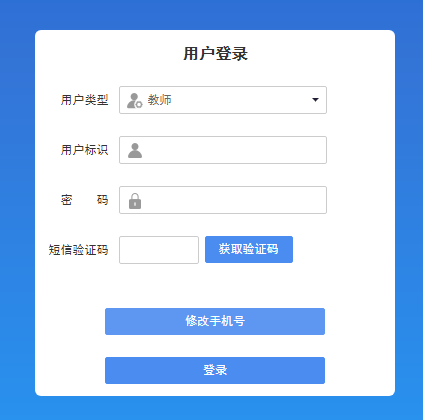 用户登录
用户类型 教师
用户标识
密 码
短信验证码 获取验证码
修改手机号
登录